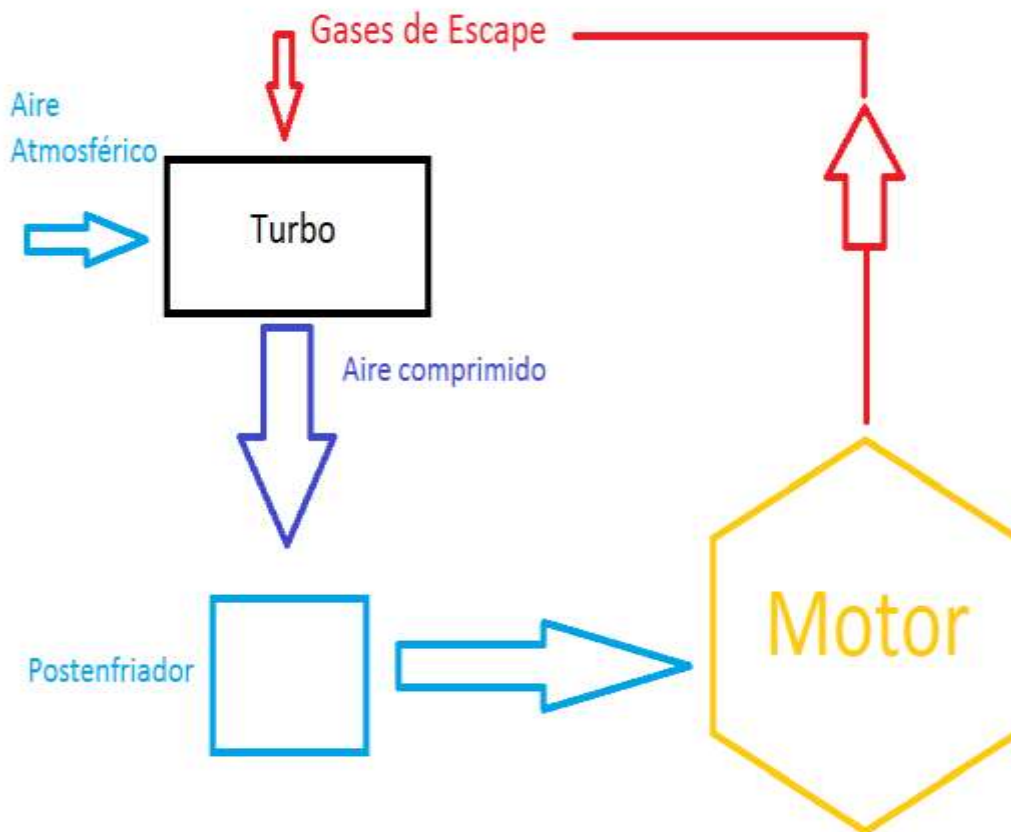 Gases de Escape
Aire
Atmosférico
Turbo
Aire comprimido
Postenfriador
Motor